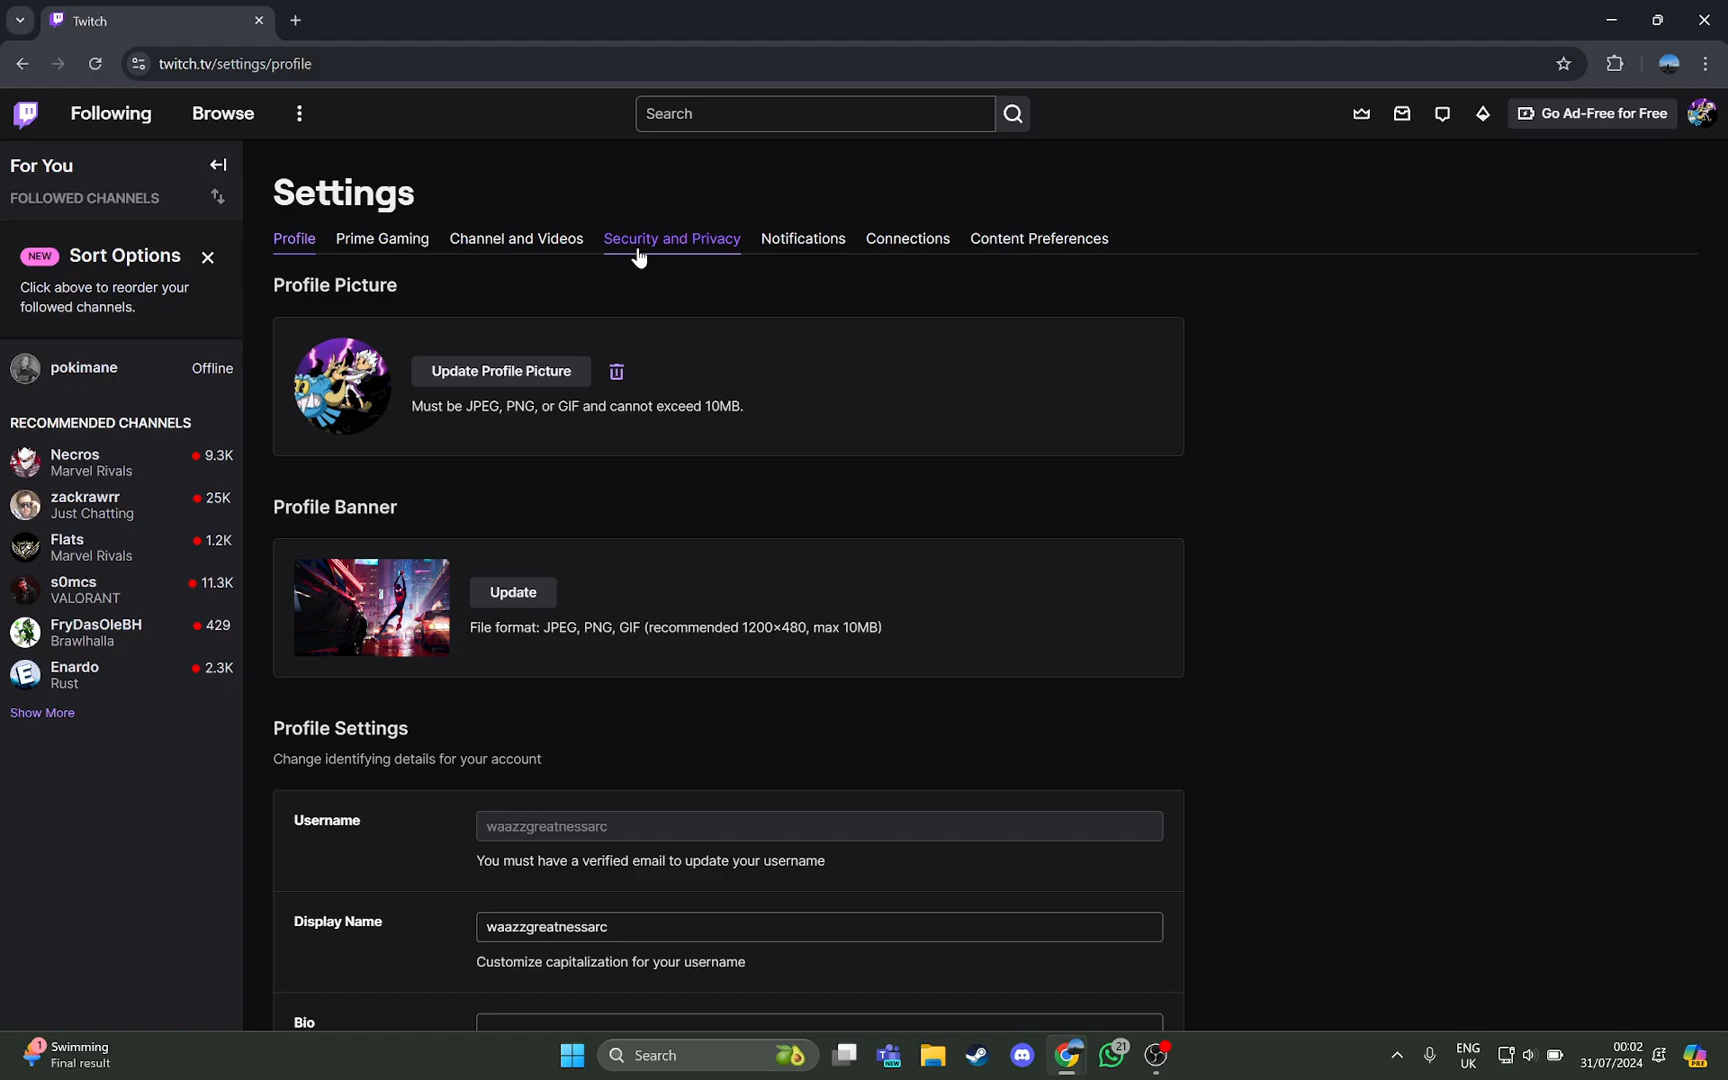 Twitch
twitch.tv/settings/profile
Following Browse
Search
Go Ad-Free for Free
For You
FOLLOWED CHANNELS
NEW Sort Options
Click above to reorder your
followed channels.
pokimane Offline
RECOMMENDED CHANNELS
Necros 9.3K
Marvel Rivals
zackrawrr 25K
Just Chatting
Flats 1.2K
Marvel Rivals
s0mcs 11.3K
VALORANT
FryDasOleBH 429
Brawlhalla
Enardo 2.3K
Rust
Show More
Settings
Profile Prime Gaming Channel and Videos Security and Privacy Notifications Connections Content Preferences
Profile Picture
Update Profile Picture
Must be JPEG, PNG, or GIF and cannot exceed 10MB.
Profile Banner
Update
File format: JPEG, PNG, GIF (recommended 1200×480, max 10MB)
Profile Settings
Change identifying details for your account
Username waazzgreatnessarc
You must have a verified email to update your username
Display Name waazzgreatnessarc
Customize capitalization for your username
Bio
1 Swimming
Final result
Search
NEW
21
ENG
UK
00:02
31/07/2024
PRE